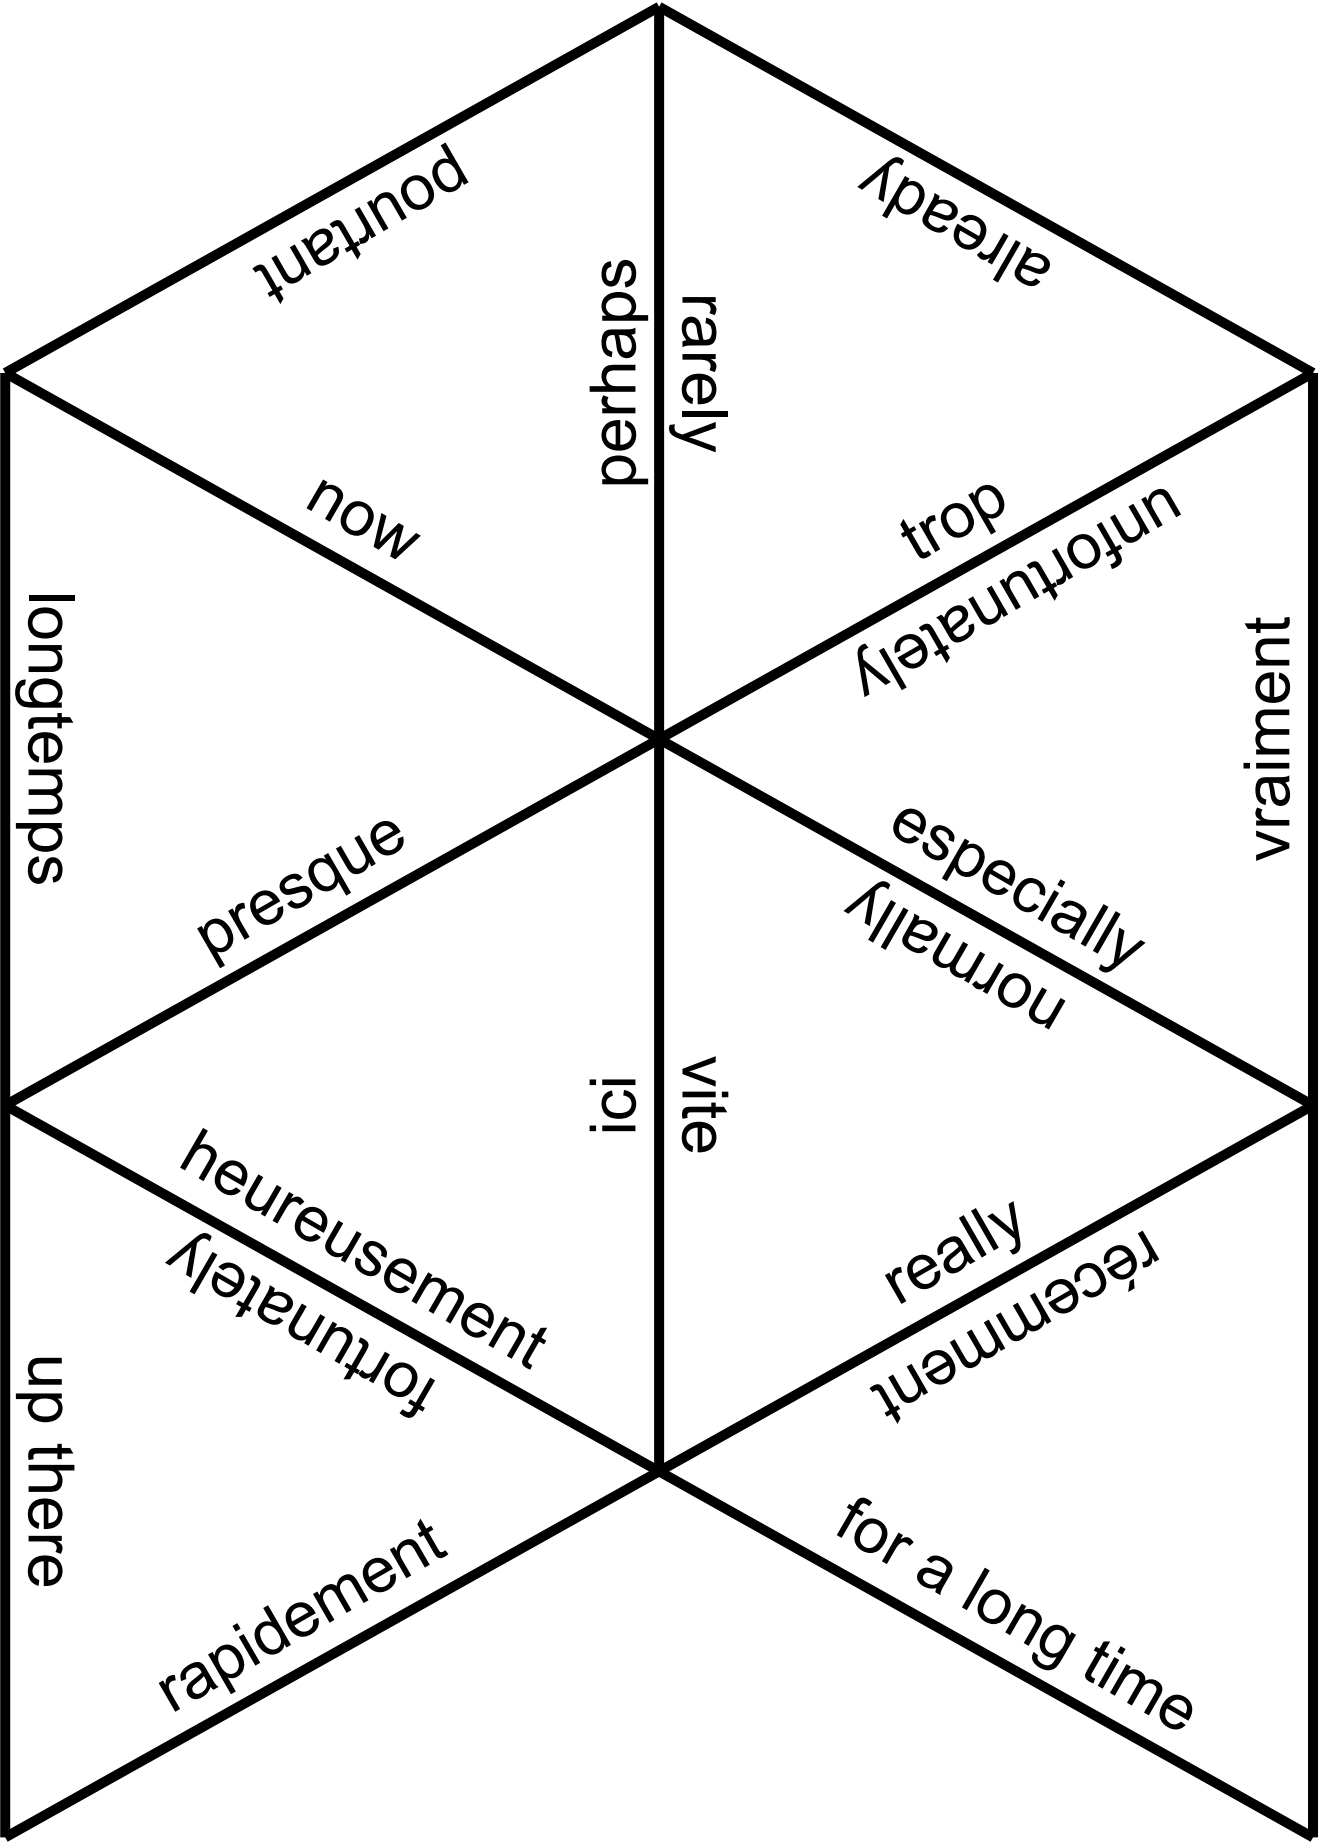 pourtant
already
perhaps
rarely
now
trop
unfortunately
longtemps
vraiment
presque
especially
normally
ici
vite
heureusement
fortunately
really
récemment
up there
rapidement
for a long time